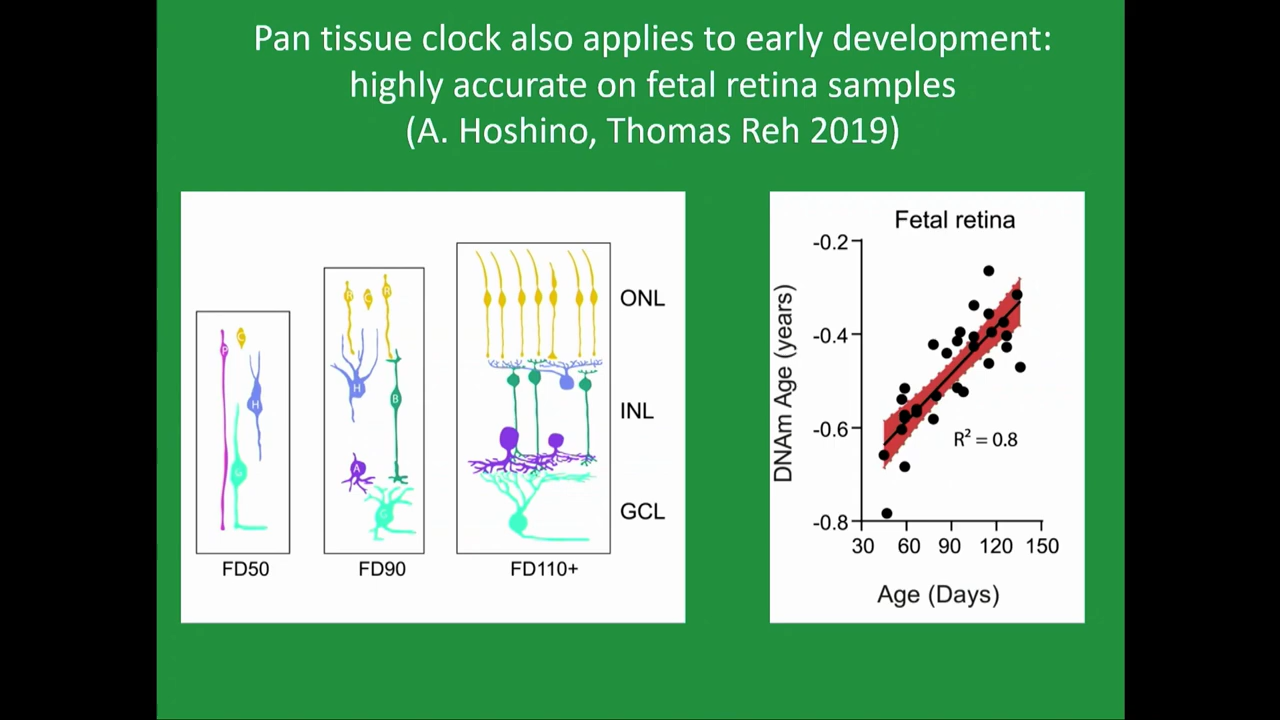 Pan tissue clock also applies to early development:
highly accurate on fetal retina samples
(A. Hoshino, Thomas Reh 2019)
P
C
H
G
FD50
R
C
R
H
B
A
G
FD90
ONL
INL
GCL
FD110+
Fetal retina
DNAm Age (years)
-0.2
-0.4
-0.6
-0.8
R² = 0.8
30 60 90 120 150
Age (Days)